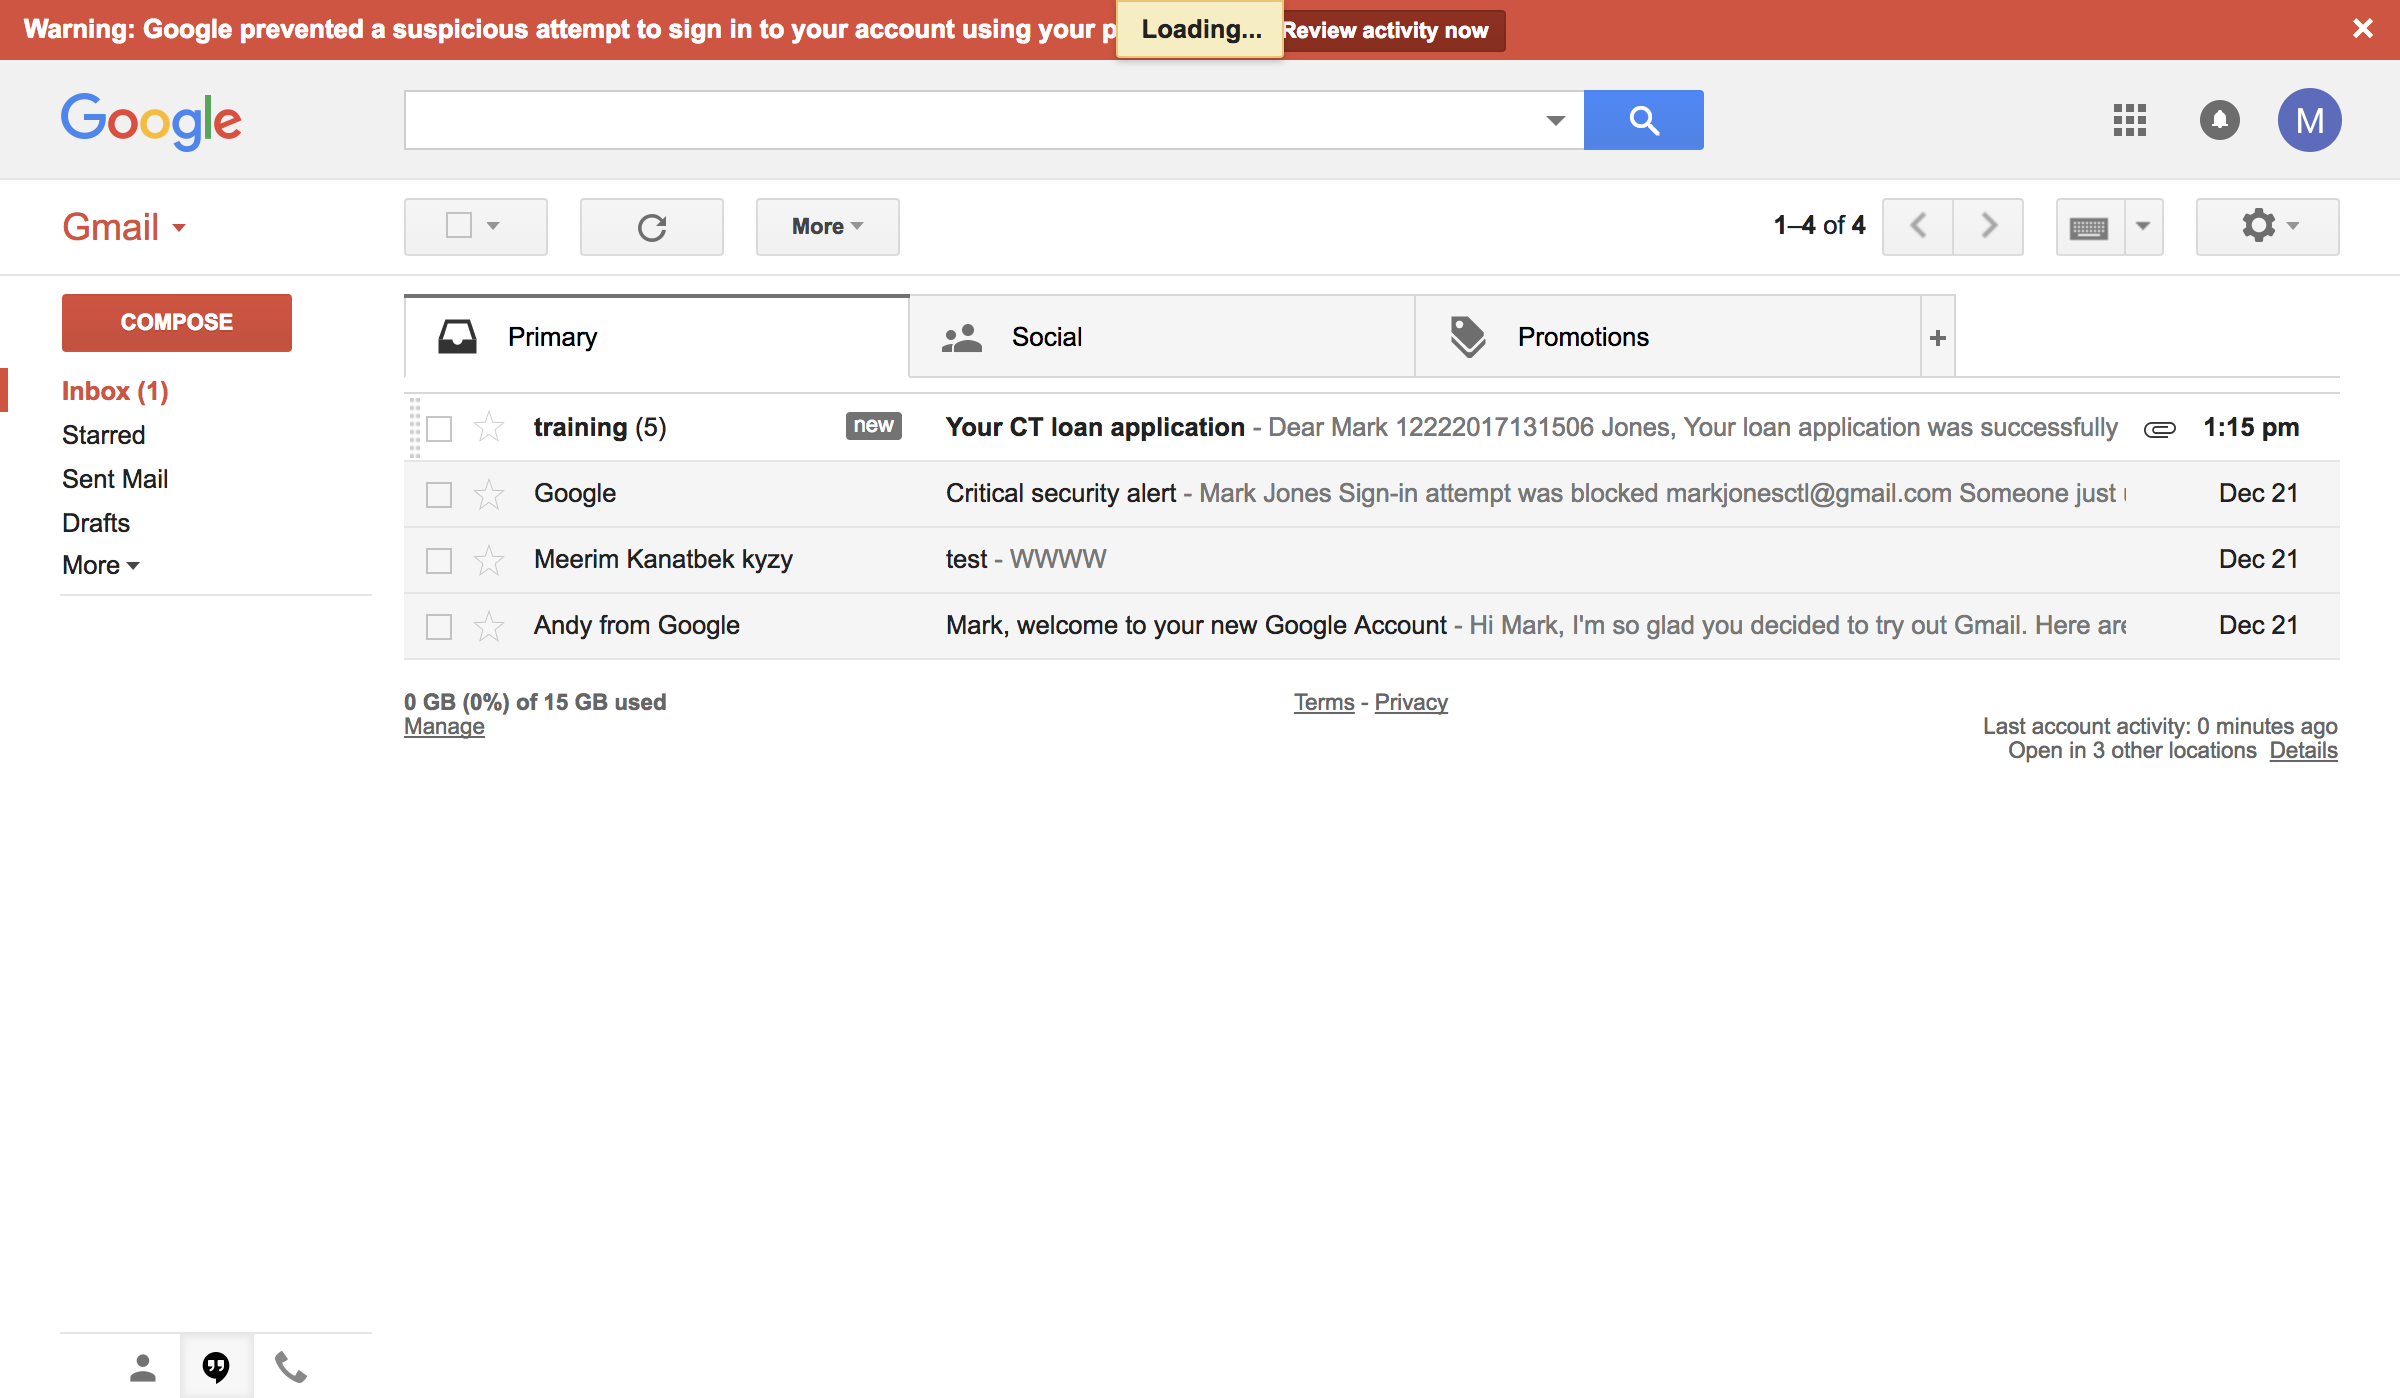 Warning: Google prevented a suspicious attempt to sign in to your account using your p
Loading...
Review activity now
Google
M
Gmail
More
1–4 of 4
COMPOSE
Primary
Social
Promotions
+
Inbox (1)
Starred
Sent Mail
Drafts
More
training (5) new Your CT loan application - Dear Mark 12222017131506 Jones, Your loan application was successfully 1:15 pm
Google Critical security alert - Mark Jones Sign-in attempt was blocked markjonesctl@gmail.com Someone just Dec 21
Meerim Kanatbek kyzy test - WWWW Dec 21
Andy from Google Mark, welcome to your new Google Account - Hi Mark, I'm so glad you decided to try out Gmail. Here are Dec 21
0 GB (0%) of 15 GB used
Manage
Terms - Privacy
Last account activity: 0 minutes ago
Open in 3 other locations Details